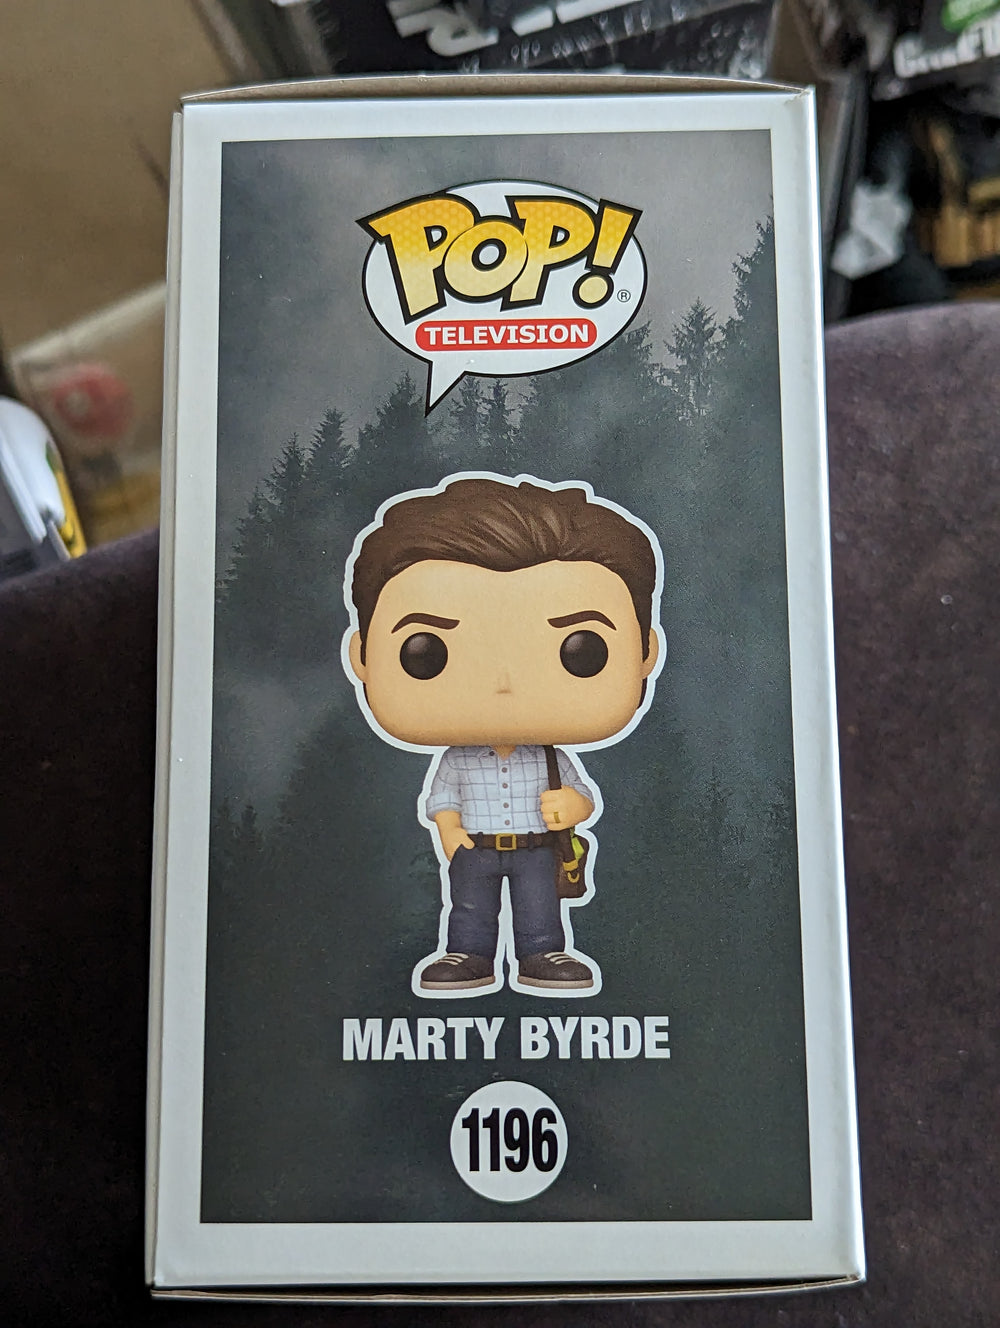 POP!
®
TELEVISION
MARTY BYRDE
1196